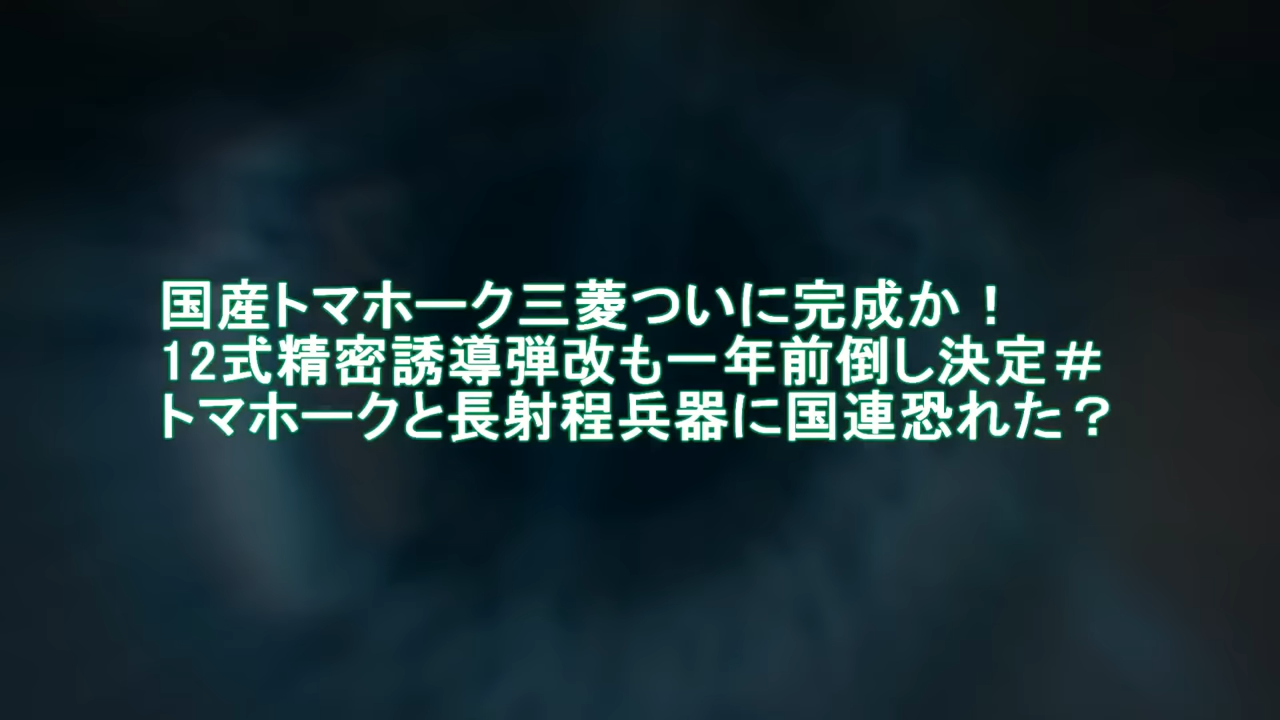 国産トマホーク三菱ついに完成か！
12式精密誘導弾改も一年前倒し決定＃
トマホークと長射程兵器に国連恐れた？